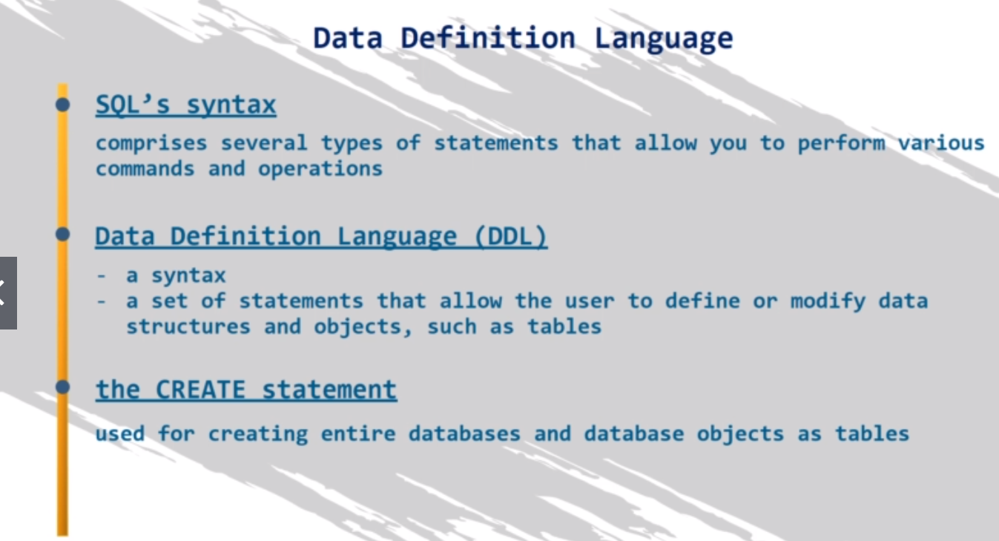 Data Definition Language
SQL’s syntax
comprises several types of statements that allow you to perform various
commands and operations
Data Definition Language (DDL)
- a syntax
- a set of statements that allow the user to define or modify data
structures and objects, such as tables
the CREATE statement
used for creating entire databases and database objects as tables